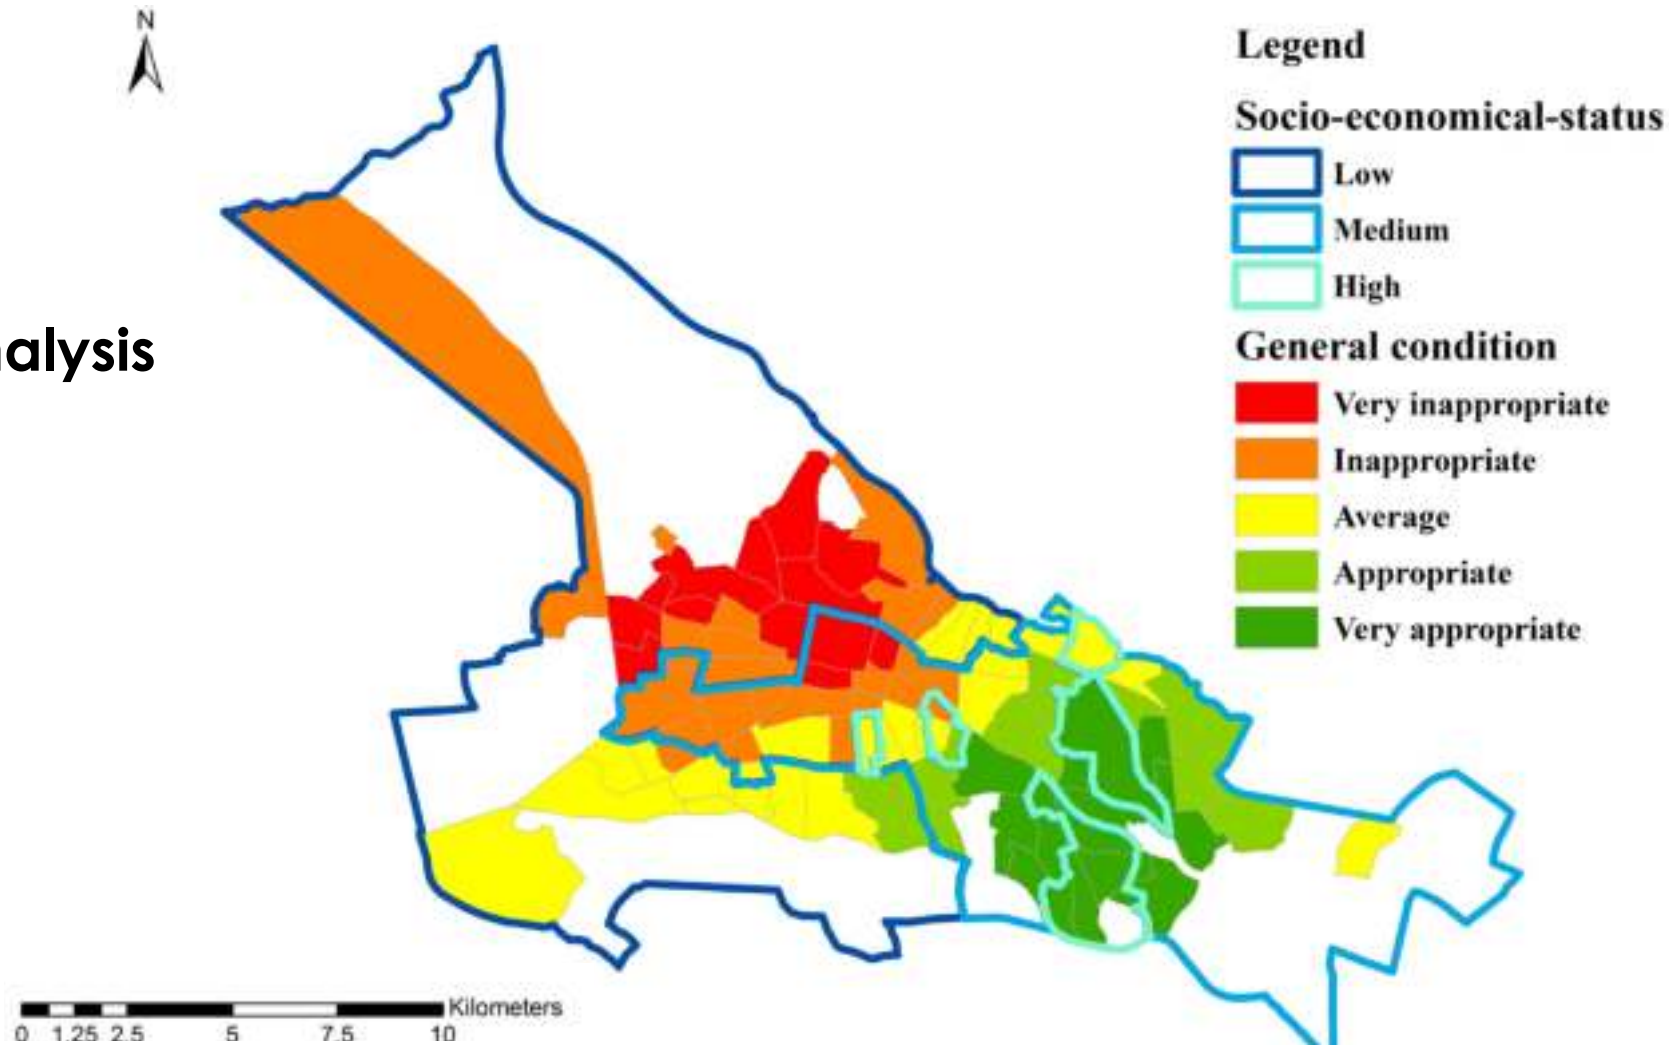 N
Legend
Socio-economical-status
Low
Medium
High
nalysis
General condition
Very inappropriate
Inappropriate
Average
Appropriate
Very appropriate
Kilometers
0 1.25 2.5 5 7.5 10